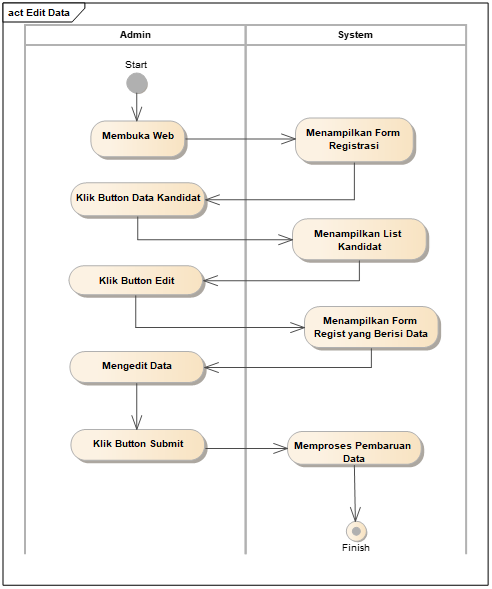 act Edit Data
Admin
System
Start
Membuka Web
Menampilkan Form
Registrasi
Klik Button Data Kandidat
Menampilkan List
Kandidat
Klik Button Edit
Menampilkan Form
Regist yang Berisi Data
Mengedit Data
Klik Button Submit
Memproses Pembaruan
Data
Finish